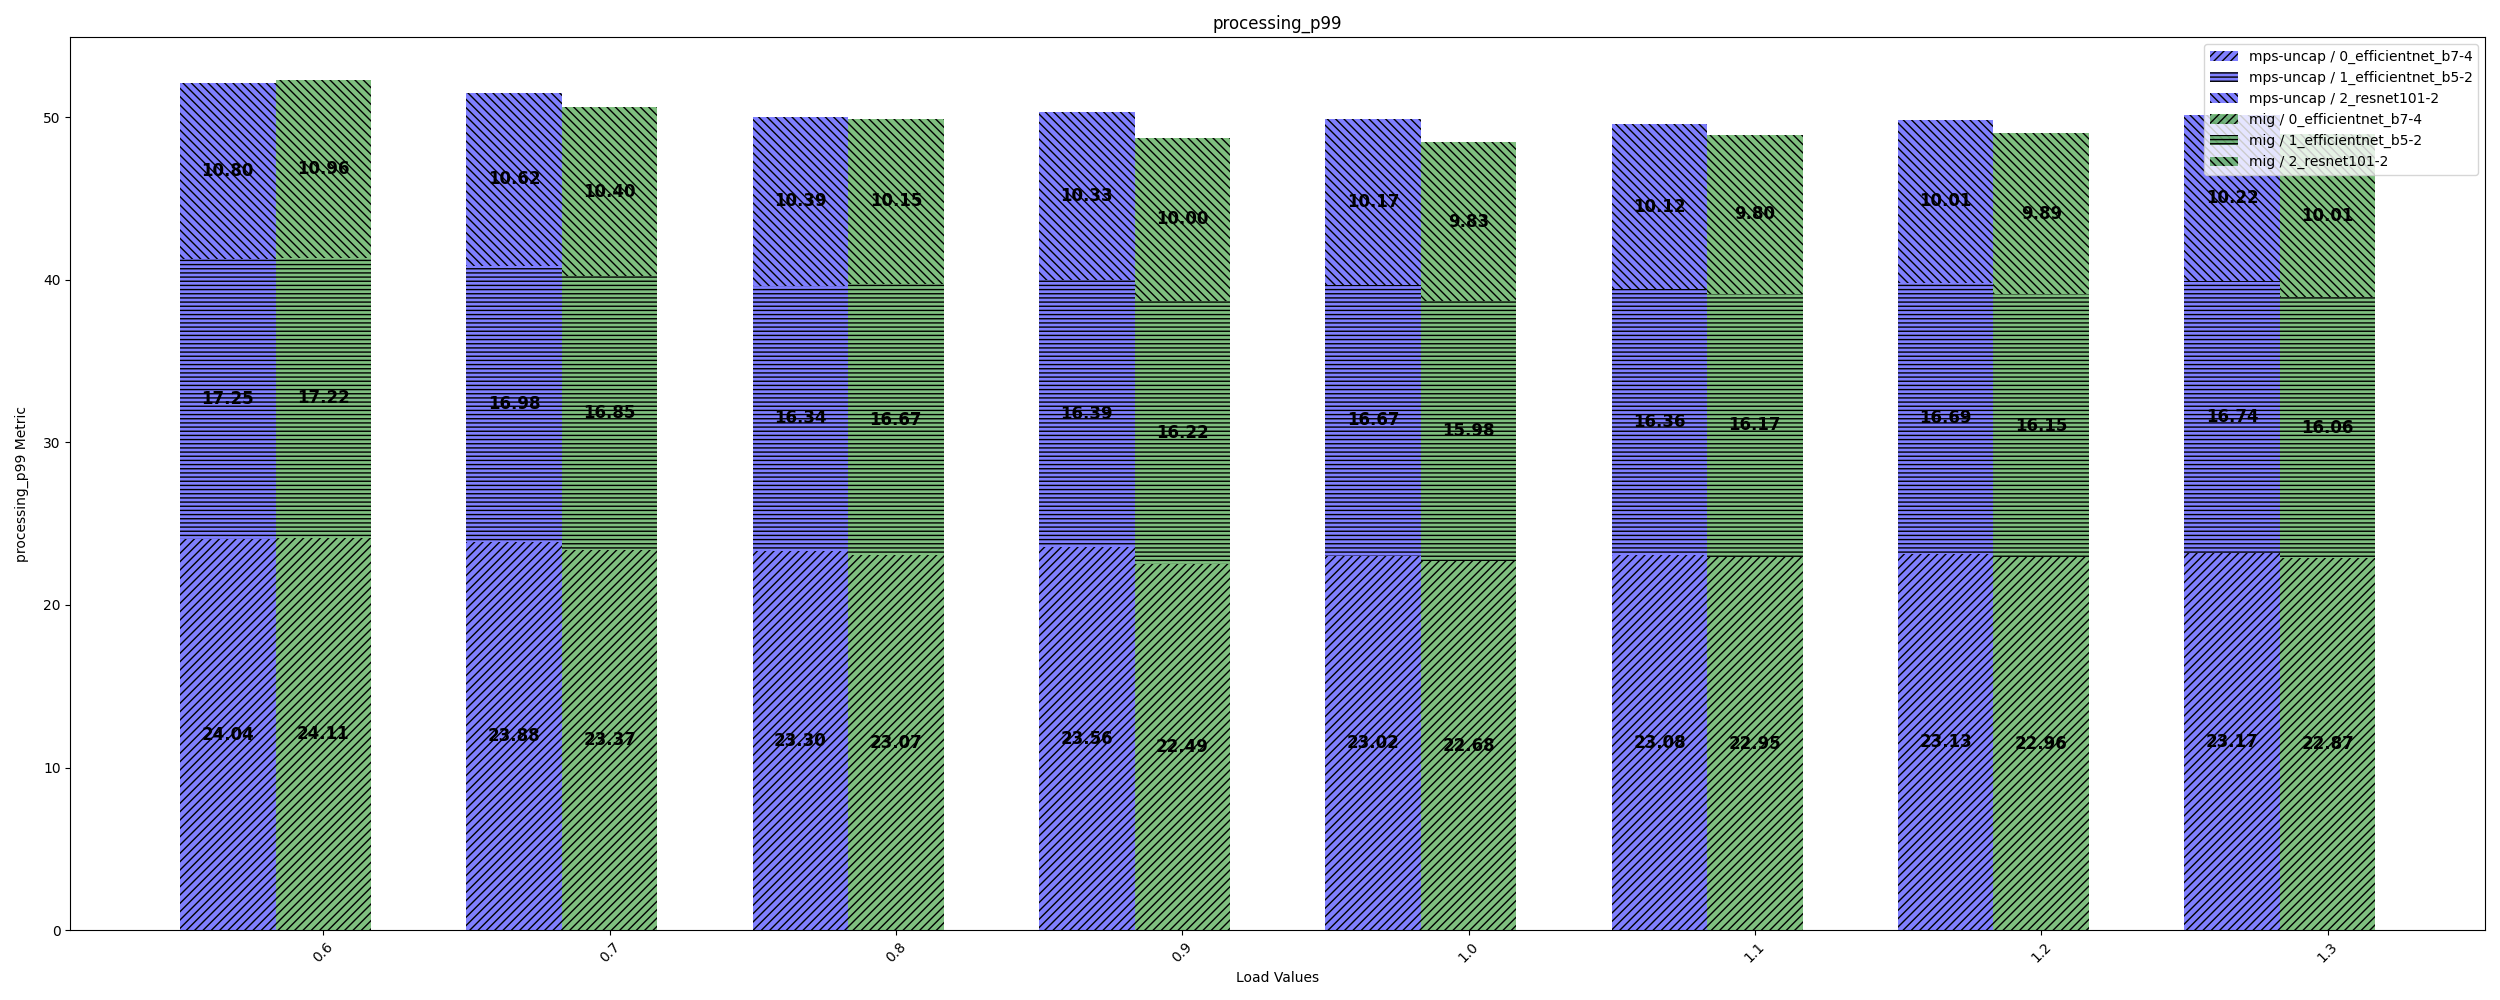 processing_p99
mps-uncap / 0_efficientnet_b7-4
mps-uncap / 1_efficientnet_b5-2
mps-uncap / 2_resnet101-2
mig / 0_efficientnet_b7-4
mig / 1_efficientnet_b5-2
mig / 2_resnet101-2
processing_p99 Metric
50
40
30
20
10
0
10.80 10.96 10.62 10.40 10.39 10.15 10.33 10.00 10.17 9.83 10.12 9.80 10.01 9.89 10.22 10.01
17.25 17.22 16.98 16.85 16.34 16.67 16.39 16.22 16.67 15.98 16.36 16.17 16.69 16.15 16.74 16.06
24.04 24.11 23.88 23.37 23.30 23.07 23.56 22.49 23.02 22.68 23.08 22.95 23.13 22.96 23.17 22.87
0.6 0.7 0.8 0.9 1.0 1.1 1.2 1.3
Load Values